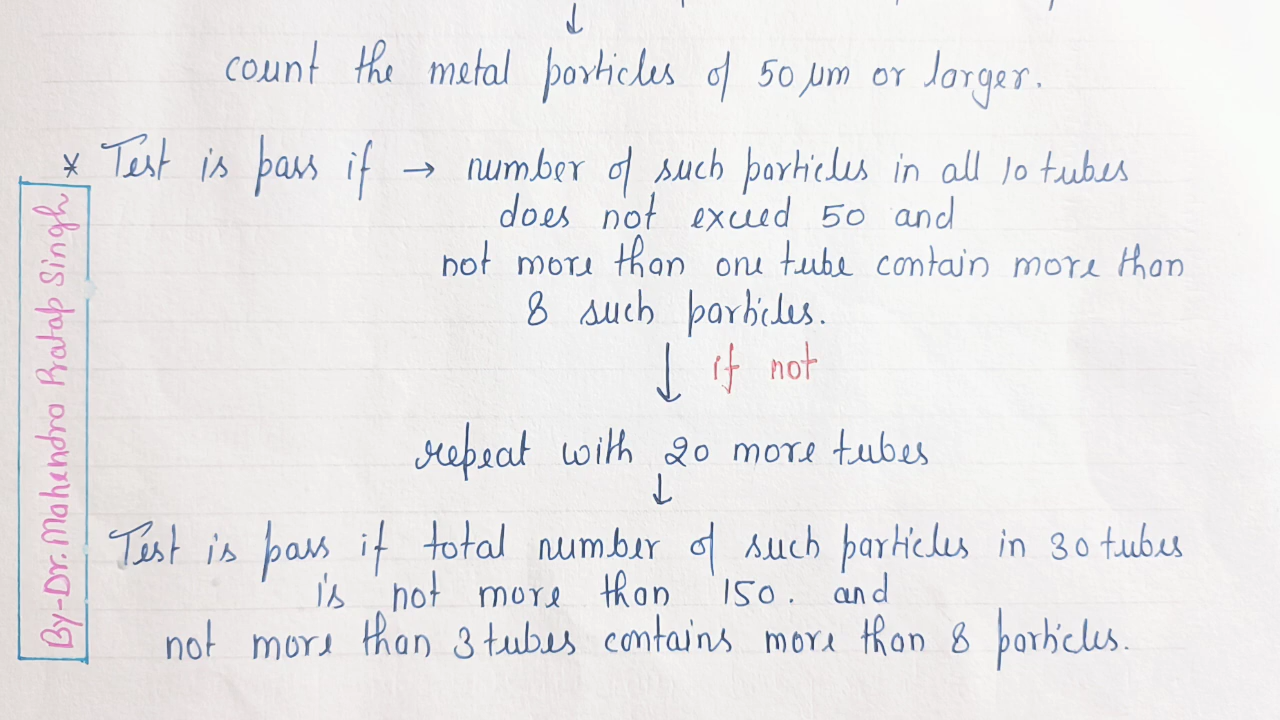 ↓
count the metal particles of 50 µm or larger.
* Test is pass if → number of such particles in all 10 tubes
does not exceed 50 and
not more than one tube contain more than
8 such particles.
↓ if not
repeat with 20 more tubes
↓
Test is pass if total number of such particles in 30 tubes
is not more than 150. and
not more than 3 tubes contains more than 8 particles.
By-Dr. Mahendra Pratap Singh